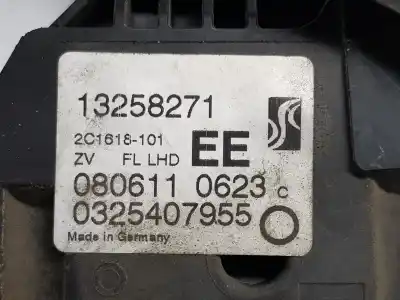 13258271
2C1618-101
ZV FL LHD EE
080611 0623 C
0325407955
Made in Germany